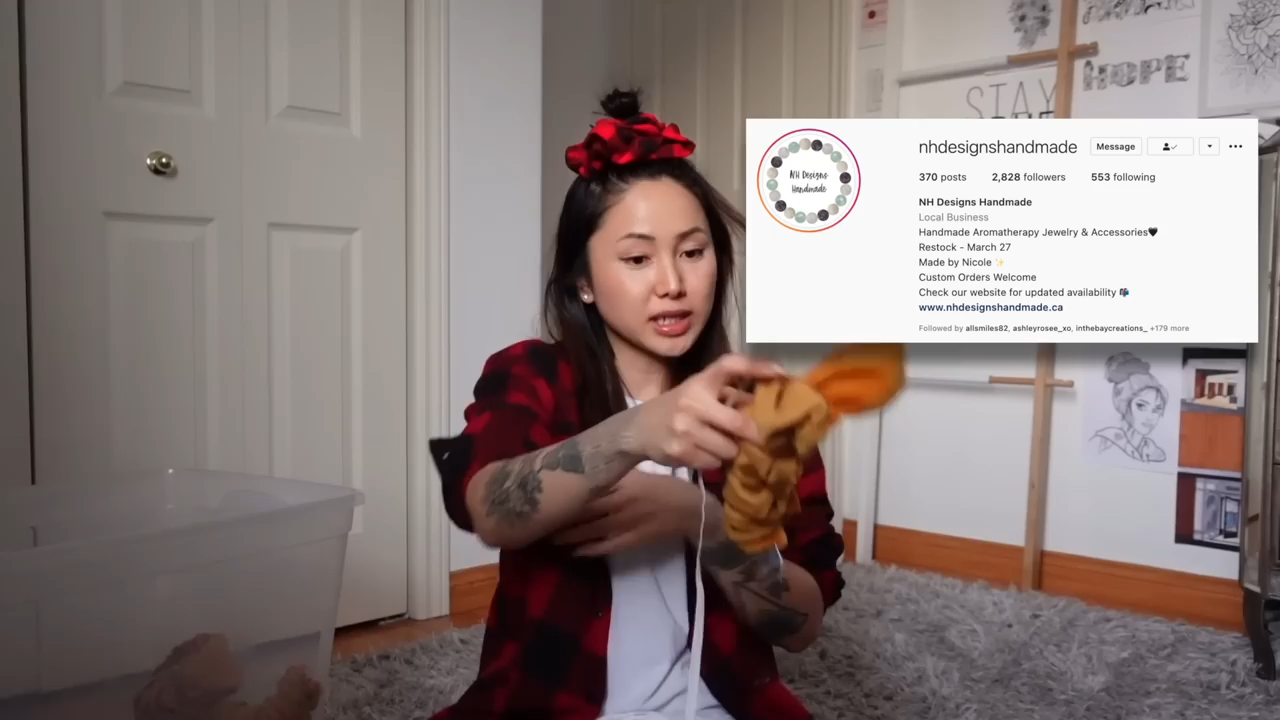 HOPE
STAY
nhdesignshandmade Message
370 posts 2,828 followers 553 following
NH Designs
Handmade
NH Designs Handmade
Local Business
Handmade Aromatherapy Jewelry & Accessories🖤
Restock - March 27
Made by Nicole ✨
Custom Orders Welcome
Check our website for updated availability 📬
www.nhdesignshandmade.ca
Followed by allsmiles82, ashleyrosee_xo, inthebaycreations_ +179 more